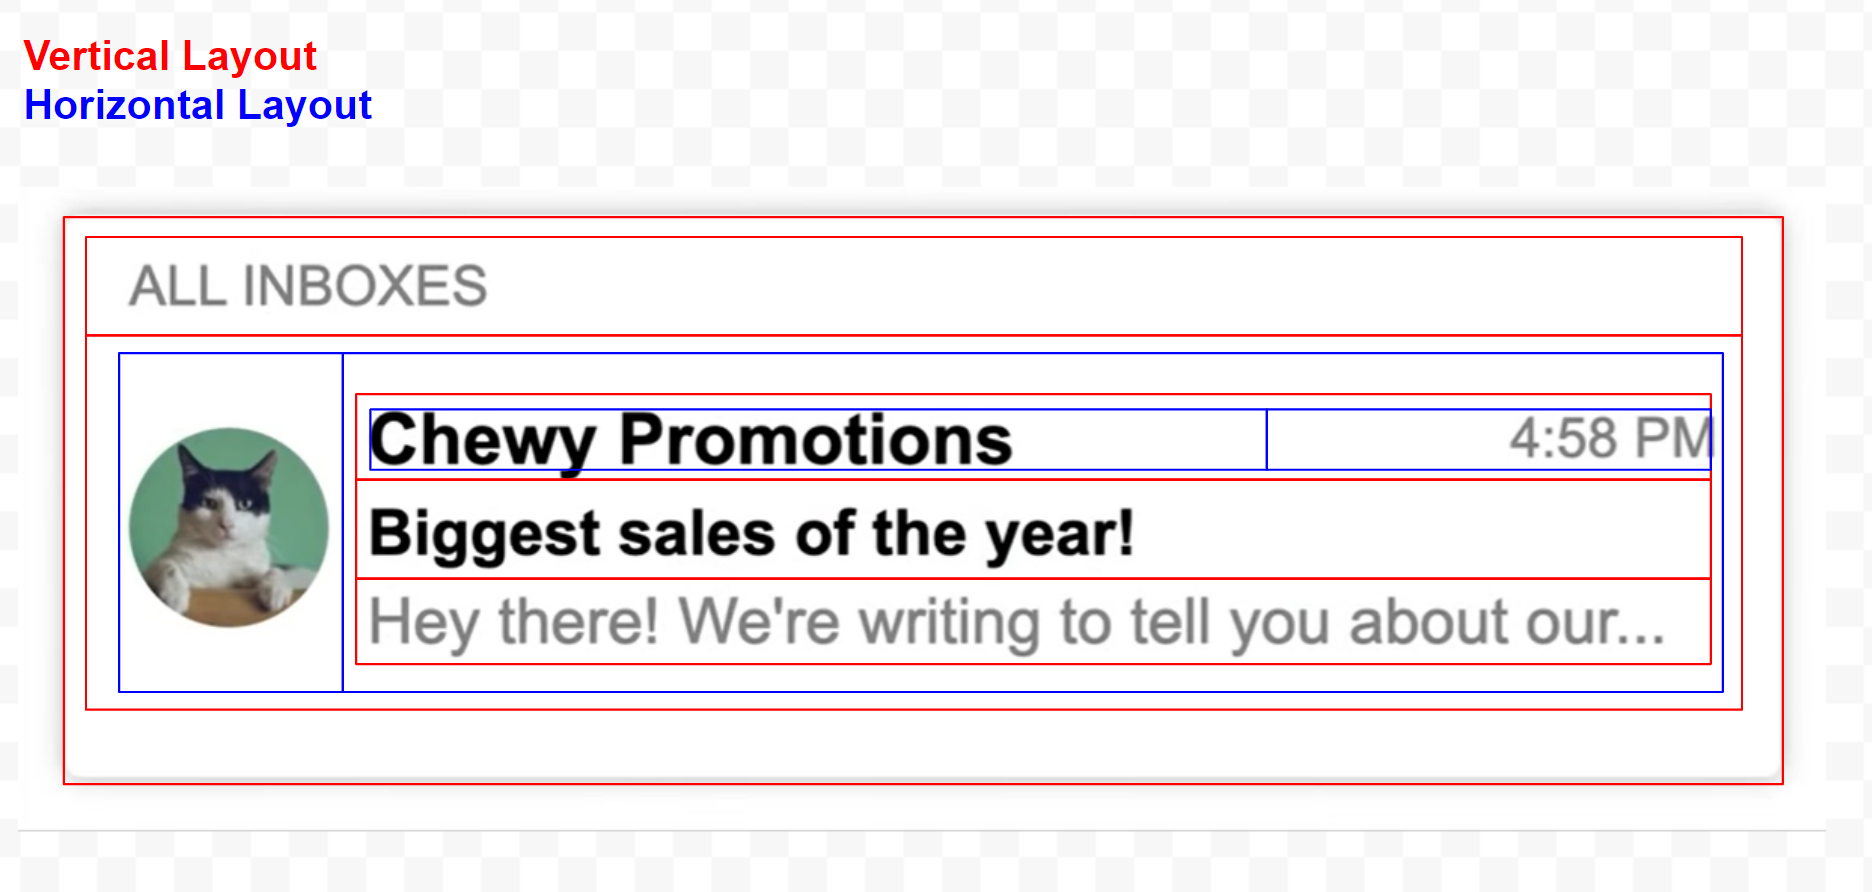 Vertical Layout
Horizontal Layout
ALL INBOXES
Chewy Promotions 4:58 PM
Biggest sales of the year!
Hey there! We're writing to tell you about our...